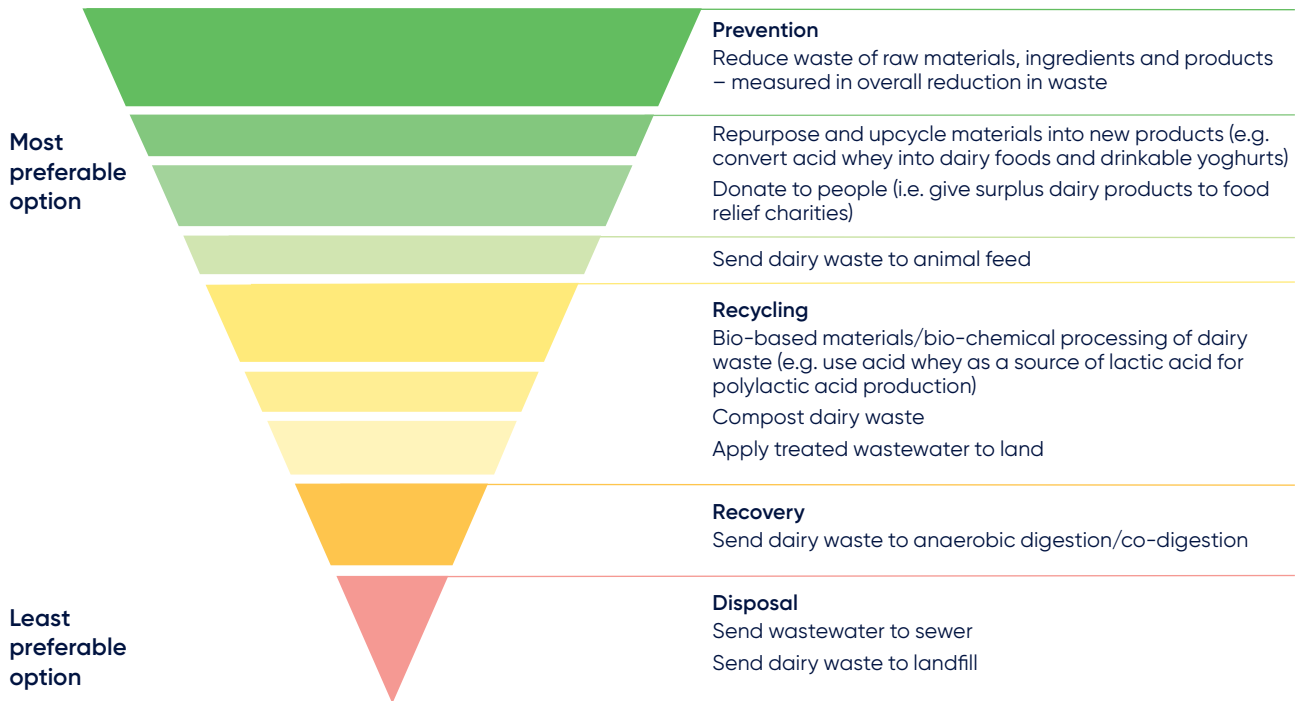 Prevention
Reduce waste of raw materials, ingredients and products
– measured in overall reduction in waste
Most
preferable
option
Repurpose and upcycle materials into new products (e.g.
convert acid whey into dairy foods and drinkable yoghurts)
Donate to people (i.e. give surplus dairy products to food
relief charities)
Send dairy waste to animal feed
Recycling
Bio-based materials/bio-chemical processing of dairy
waste (e.g. use acid whey as a source of lactic acid for
polylactic acid production)
Compost dairy waste
Apply treated wastewater to land
Recovery
Send dairy waste to anaerobic digestion/co-digestion
Least
preferable
option
Disposal
Send wastewater to sewer
Send dairy waste to landfill